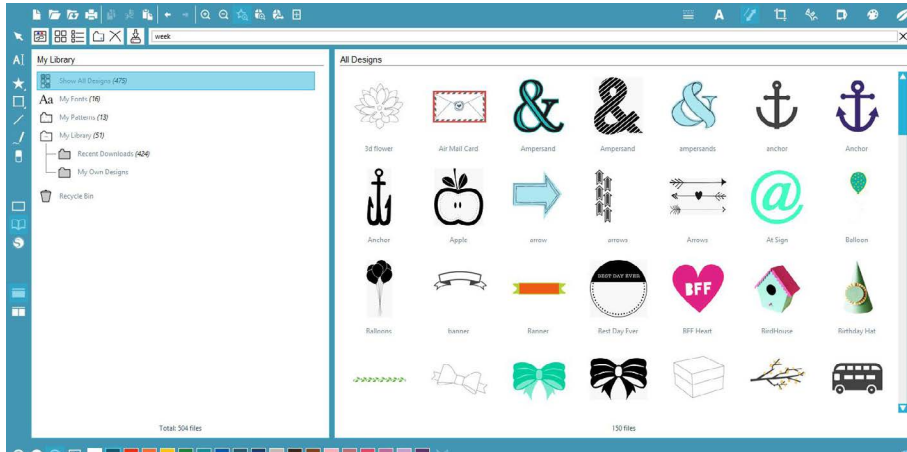 week
My Library
Show All Designs (475)
My Fonts (16)
My Patterns (13)
My Library (51)
Recent Downloads (424)
My Own Designs
Recycle Bin
Total: 504 files
All Designs
3d flower
Air Mail Card
Ampersand
Ampersand
ampersands
anchor
Anchor
Anchor
Apple
arrow
arrows
Arrows
At Sign
Balloon
BEST DAY EVER
BFF
Balloons
banner
Banner
Best Day Ever
BFF Heart
BirdHouse
Birthday Hat
150 files